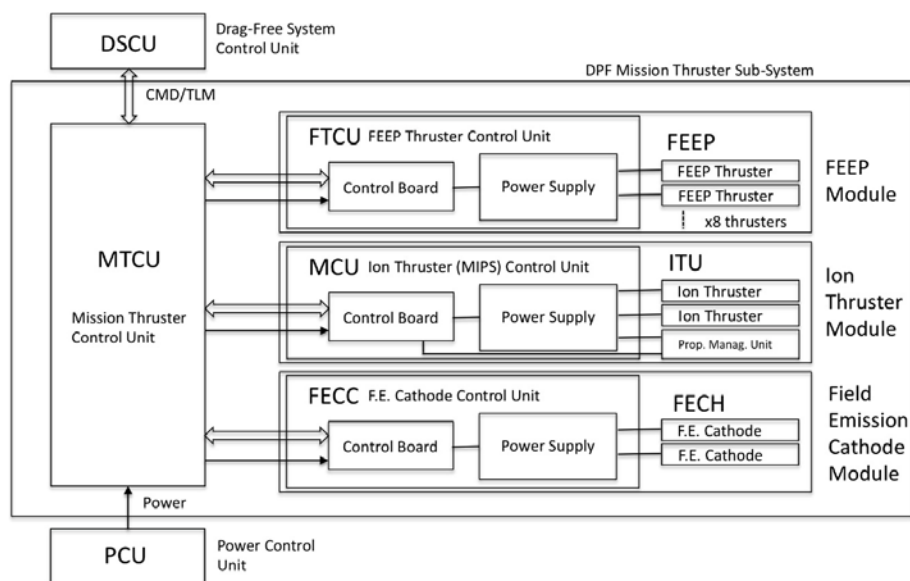 DSCU
Drag-Free System
Control Unit
DPF Mission Thruster Sub-System
CMD/TLM
MTCU
Mission Thruster
Control Unit
FTCU FEEP Thruster Control Unit
Control Board
Power Supply
FEEP
FEEP Thruster
FEEP Thruster
x8 thrusters
FEEP
Module
MCU Ion Thruster (MIPS) Control Unit
Control Board
Power Supply
ITU
Ion Thruster
Ion Thruster
Prop. Manag. Unit
Ion
Thruster
Module
FECC F.E. Cathode Control Unit
Control Board
Power Supply
FECH
F.E. Cathode
F.E. Cathode
Field
Emission
Cathode
Module
Power
PCU
Power Control
Unit